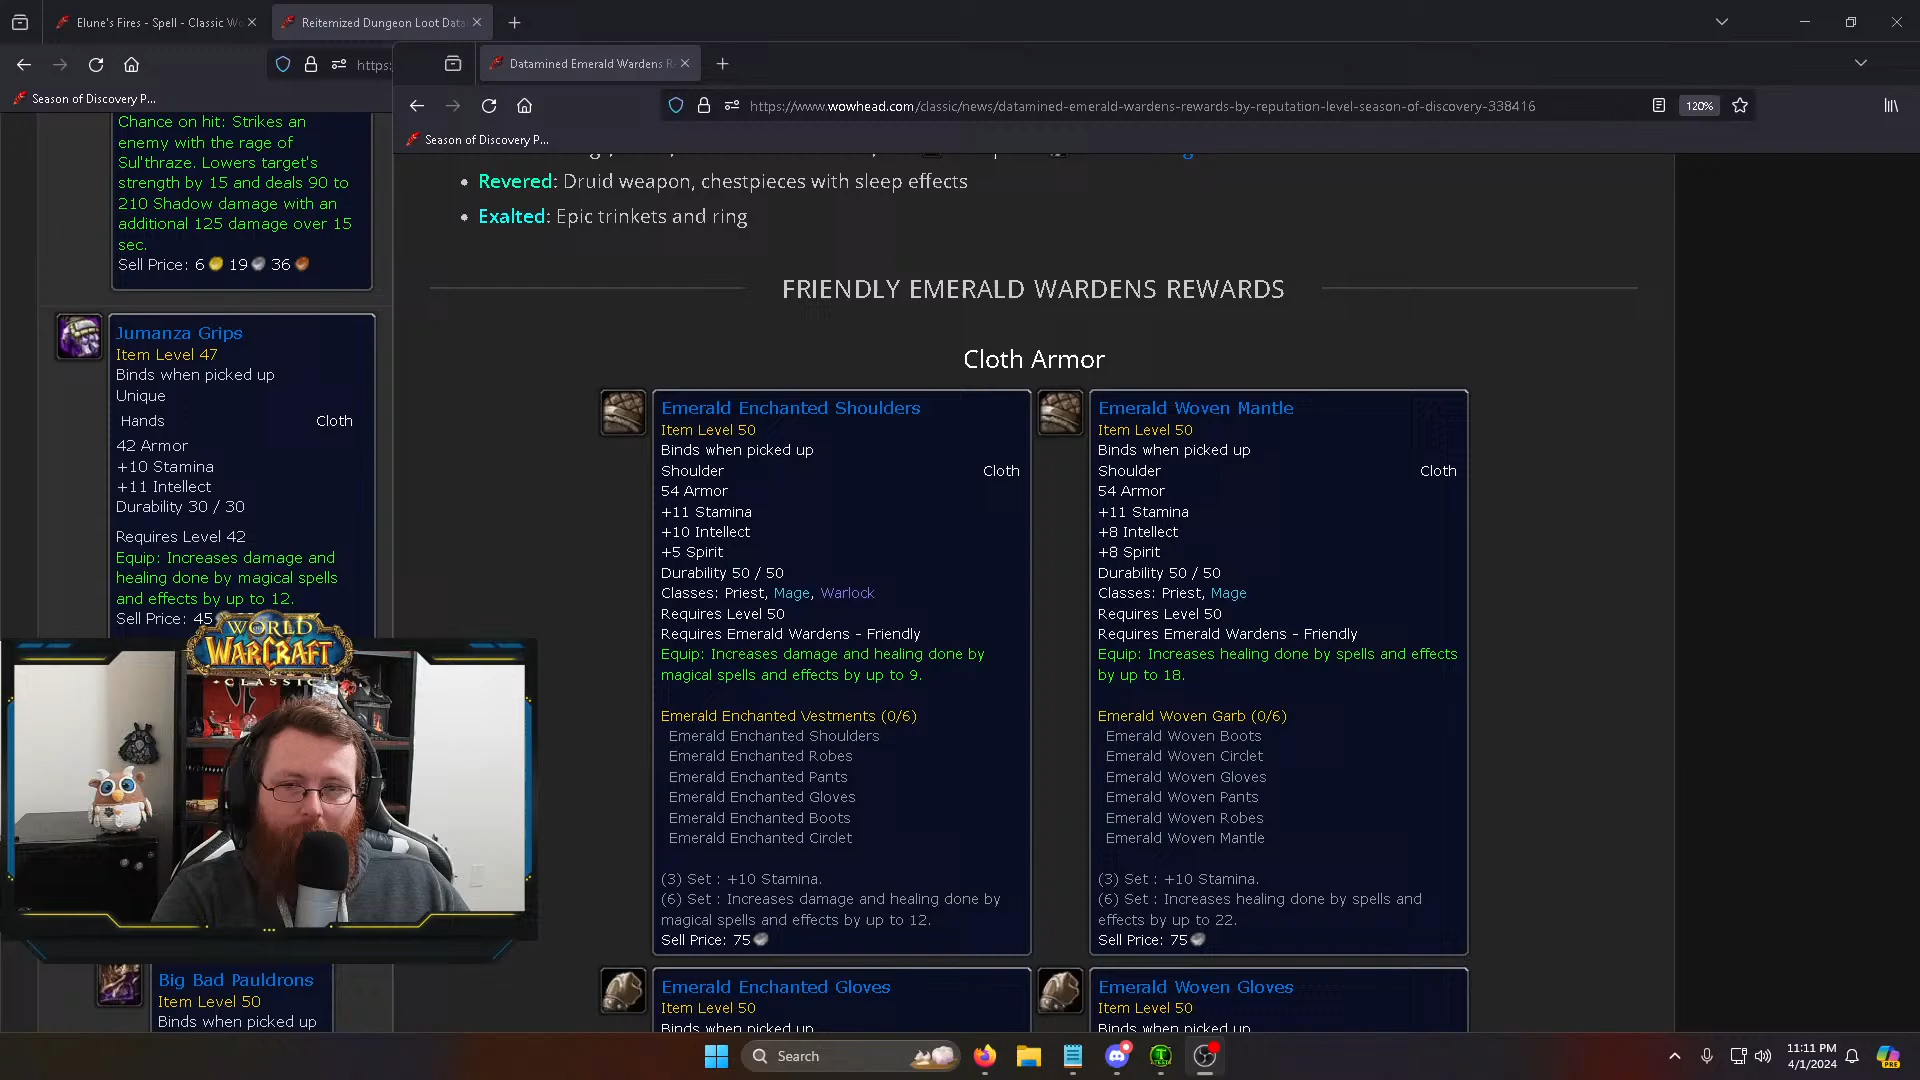 Elune's Fires - Spell - Classic Wo
Reitemized Dungeon Loot Data
https:
Season of Discovery P...
Datamined Emerald Wardens R
https://www.wowhead.com/classic/news/datamined-emerald-wardens-rewards-by-reputation-level-season-of-discovery-338416
120%
Season of Discovery P...
Chance on hit: Strikes an
enemy with the rage of
Sul'thraze. Lowers target's
strength by 15 and deals 90 to
210 Shadow damage with an
additional 125 damage over 15
sec.
Sell Price: 6 19 36
Jumanza Grips
Item Level 47
Binds when picked up
Unique
Hands Cloth
42 Armor
+10 Stamina
+11 Intellect
Durability 30 / 30
Requires Level 42
Equip: Increases damage and
healing done by magical spells
and effects by up to 12.
Sell Price: 45
WORLD
WARCRAFT
CLASSIC
Big Bad Pauldrons
Item Level 50
Binds when picked up
Revered: Druid weapon, chestpieces with sleep effects
Exalted: Epic trinkets and ring
FRIENDLY EMERALD WARDENS REWARDS
Cloth Armor
Emerald Enchanted Shoulders
Item Level 50
Binds when picked up
Shoulder Cloth
54 Armor
+11 Stamina
+10 Intellect
+5 Spirit
Durability 50 / 50
Classes: Priest, Mage, Warlock
Requires Level 50
Requires Emerald Wardens - Friendly
Equip: Increases damage and healing done by
magical spells and effects by up to 9.
Emerald Enchanted Vestments (0/6)
Emerald Enchanted Shoulders
Emerald Enchanted Robes
Emerald Enchanted Pants
Emerald Enchanted Gloves
Emerald Enchanted Boots
Emerald Enchanted Circlet
(3) Set : +10 Stamina.
(6) Set : Increases damage and healing done by
magical spells and effects by up to 12.
Sell Price: 75
Emerald Woven Mantle
Item Level 50
Binds when picked up
Shoulder Cloth
54 Armor
+11 Stamina
+8 Intellect
+8 Spirit
Durability 50 / 50
Classes: Priest, Mage
Requires Level 50
Requires Emerald Wardens - Friendly
Equip: Increases healing done by spells and effects
by up to 18.
Emerald Woven Garb (0/6)
Emerald Woven Boots
Emerald Woven Circlet
Emerald Woven Gloves
Emerald Woven Pants
Emerald Woven Robes
Emerald Woven Mantle
(3) Set : +10 Stamina.
(6) Set : Increases healing done by spells and
effects by up to 22.
Sell Price: 75
Emerald Enchanted Gloves
Item Level 50
Binds when picked up
Emerald Woven Gloves
Item Level 50
Binds when picked up
Search
11:11 PM
4/1/2024
PRE